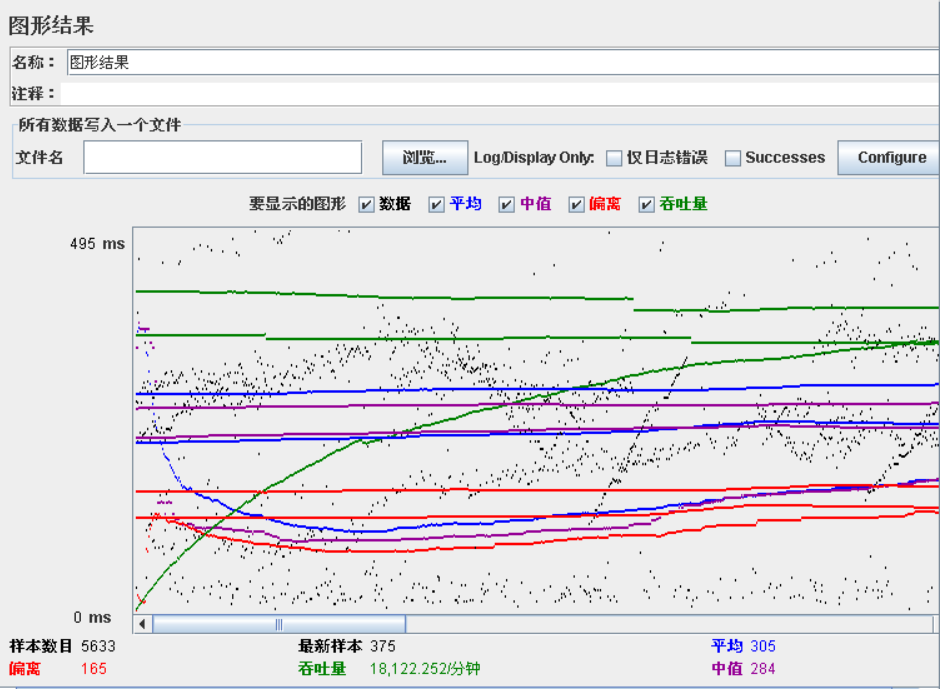 图形结果
名称： 图形结果
注释：
所有数据写入一个文件
文件名 浏览... Log/Display Only: 仅日志错误 Successes Configure
要显示的图形 数据 平均 中值 偏离 吞吐量
495 ms
0 ms
样本数目 5633 最新样本 375 平均 305
偏离 165 吞吐量 18,122.252/分钟 中值 284